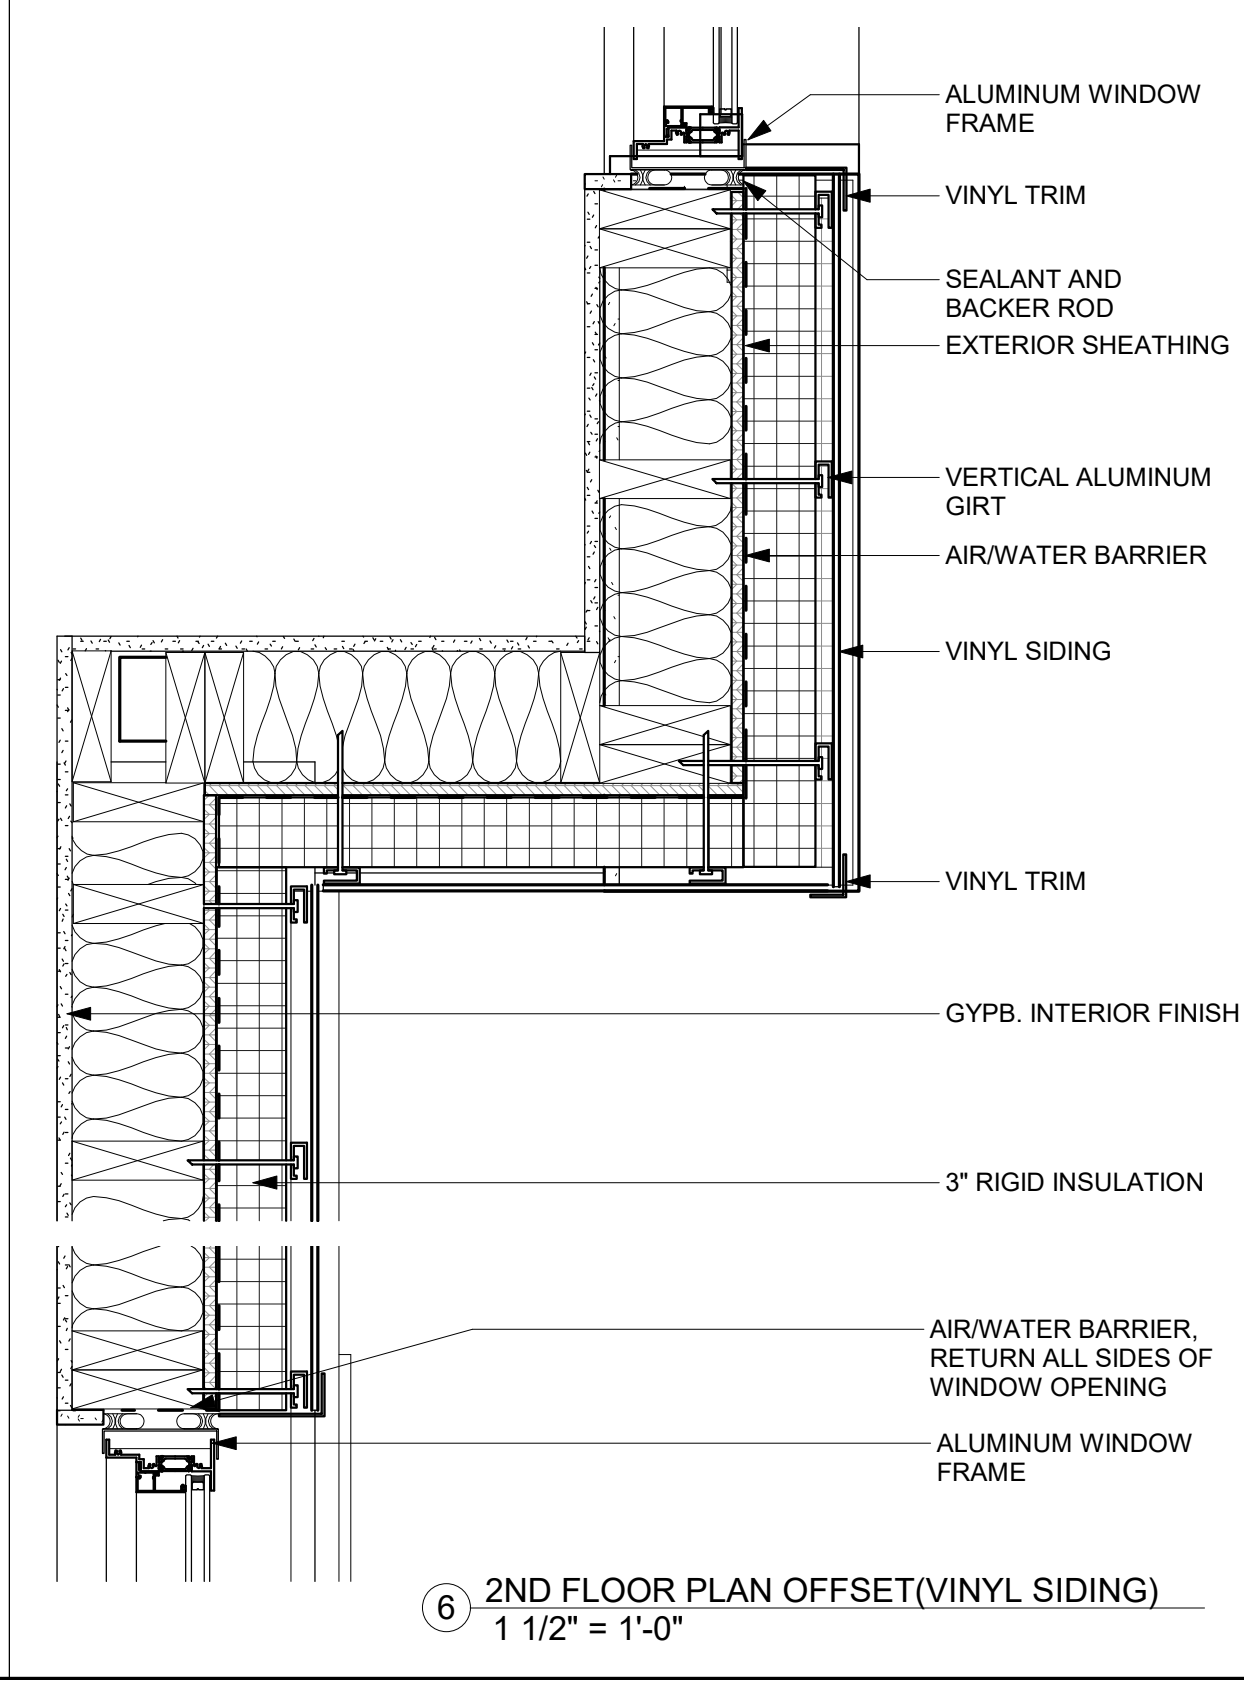 ALUMINUM WINDOW
FRAME
VINYL TRIM
SEALANT AND
BACKER ROD
EXTERIOR SHEATHING
VERTICAL ALUMINUM
GIRT
AIR/WATER BARRIER
VINYL SIDING
VINYL TRIM
GYPB. INTERIOR FINISH
3" RIGID INSULATION
AIR/WATER BARRIER,
RETURN ALL SIDES OF
WINDOW OPENING
ALUMINUM WINDOW
FRAME
6 2ND FLOOR PLAN OFFSET(VINYL SIDING)
1 1/2" = 1'-0"